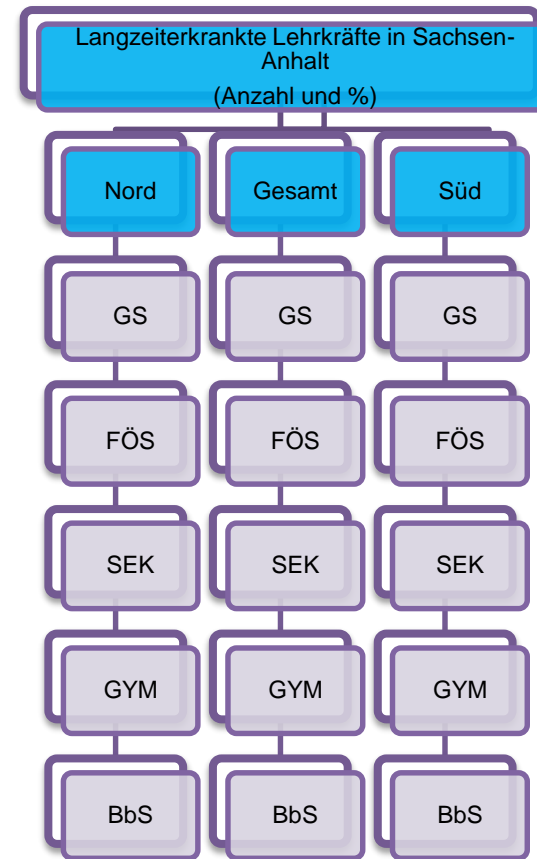 Langzeiterkrankte Lehrkräfte in Sachsen-
Anhalt
(Anzahl und %)
Nord
Gesamt
Süd
GS
GS
GS
FÖS
FÖS
FÖS
SEK
SEK
SEK
GYM
GYM
GYM
BbS
BbS
BbS